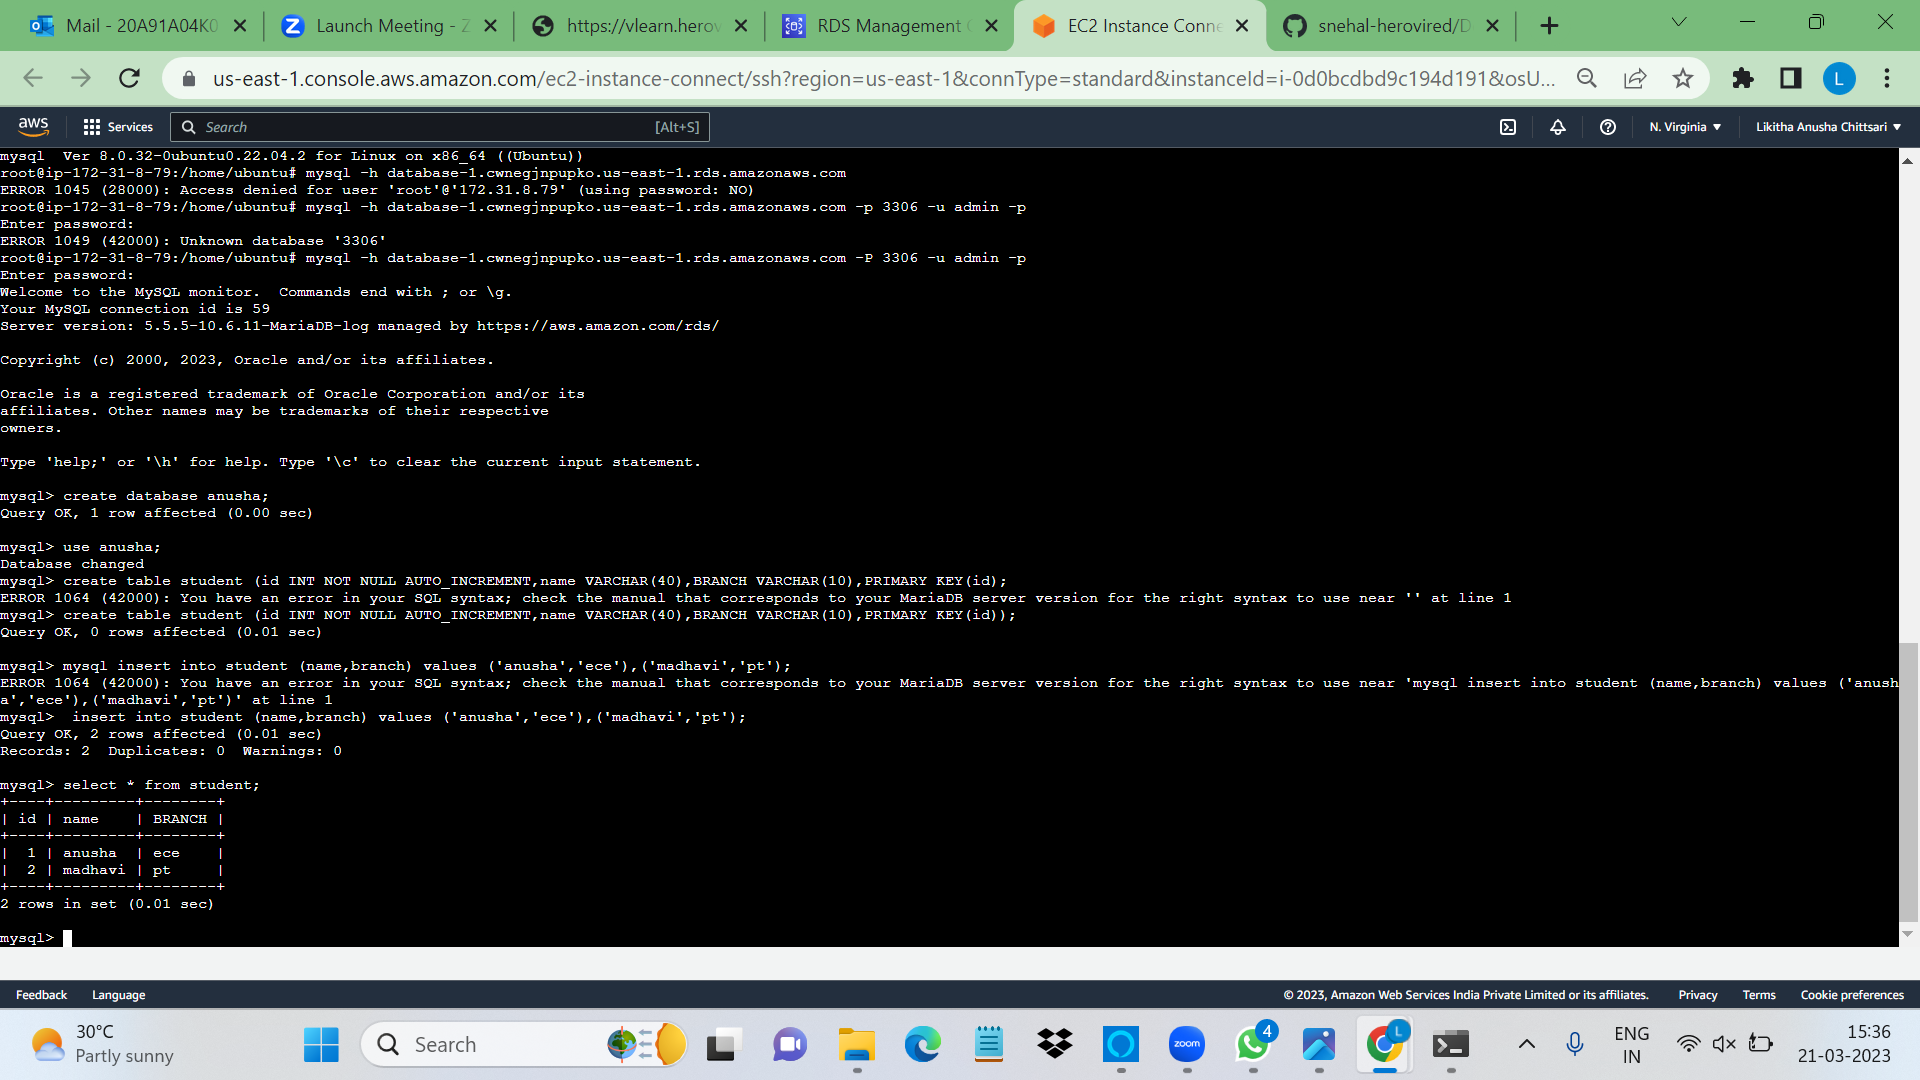 Mail - 20A91A04K0
Launch Meeting - Z
https://vlearn.herov
RDS Management C
EC2 Instance Conne
snehal-herovired/D
us-east-1.console.aws.amazon.com/ec2-instance-connect/ssh?region=us-east-1&connType=standard&instanceId=i-0d0bcdbd9c194d191&osU...
L
aws
Services
Search
[Alt+S]
N. Virginia
Likitha Anusha Chittsari
mysql  Ver 8.0.32-0ubuntu0.22.04.2 for Linux on x86_64 ((Ubuntu))
root@ip-172-31-8-79:/home/ubuntu# mysql -h database-1.cwnegjnpupko.us-east-1.rds.amazonaws.com
ERROR 1045 (28000): Access denied for user 'root'@'172.31.8.79' (using password: NO)
root@ip-172-31-8-79:/home/ubuntu# mysql -h database-1.cwnegjnpupko.us-east-1.rds.amazonaws.com -p 3306 -u admin -p
Enter password:
ERROR 1049 (42000): Unknown database '3306'
root@ip-172-31-8-79:/home/ubuntu# mysql -h database-1.cwnegjnpupko.us-east-1.rds.amazonaws.com -P 3306 -u admin -p
Enter password:
Welcome to the MySQL monitor.  Commands end with ; or \g.
Your MySQL connection id is 59
Server version: 5.5.5-10.6.11-MariaDB-log managed by https://aws.amazon.com/rds/
Copyright (c) 2000, 2023, Oracle and/or its affiliates.
Oracle is a registered trademark of Oracle Corporation and/or its
affiliates. Other names may be trademarks of their respective
owners.
Type 'help;' or '\h' for help. Type '\c' to clear the current input statement.
mysql> create database anusha;
Query OK, 1 row affected (0.00 sec)
mysql> use anusha;
Database changed
mysql> create table student (id INT NOT NULL AUTO_INCREMENT,name VARCHAR(40),BRANCH VARCHAR(10),PRIMARY KEY(id);
ERROR 1064 (42000): You have an error in your SQL syntax; check the manual that corresponds to your MariaDB server version for the right syntax to use near '' at line 1
mysql> create table student (id INT NOT NULL AUTO_INCREMENT,name VARCHAR(40),BRANCH VARCHAR(10),PRIMARY KEY(id));
Query OK, 0 rows affected (0.01 sec)
mysql> mysql insert into student (name,branch) values ('anusha','ece'),('madhavi','pt');
ERROR 1064 (42000): You have an error in your SQL syntax; check the manual that corresponds to your MariaDB server version for the right syntax to use near 'mysql insert into student (name,branch) values ('anush
a','ece'),('madhavi','pt')' at line 1
mysql>  insert into student (name,branch) values ('anusha','ece'),('madhavi','pt');
Query OK, 2 rows affected (0.01 sec)
Records: 2  Duplicates: 0  Warnings: 0
mysql> select * from student;
+----+---------+--------+
| id | name    | BRANCH |
+----+---------+--------+
|  1 | anusha  | ece    |
|  2 | madhavi | pt     |
+----+---------+--------+
2 rows in set (0.01 sec)
mysql>
Feedback
Language
© 2023, Amazon Web Services India Private Limited or its affiliates.
Privacy
Terms
Cookie preferences
30°C
Partly sunny
Search
zoom
4
L
ENG
IN
15:36
21-03-2023